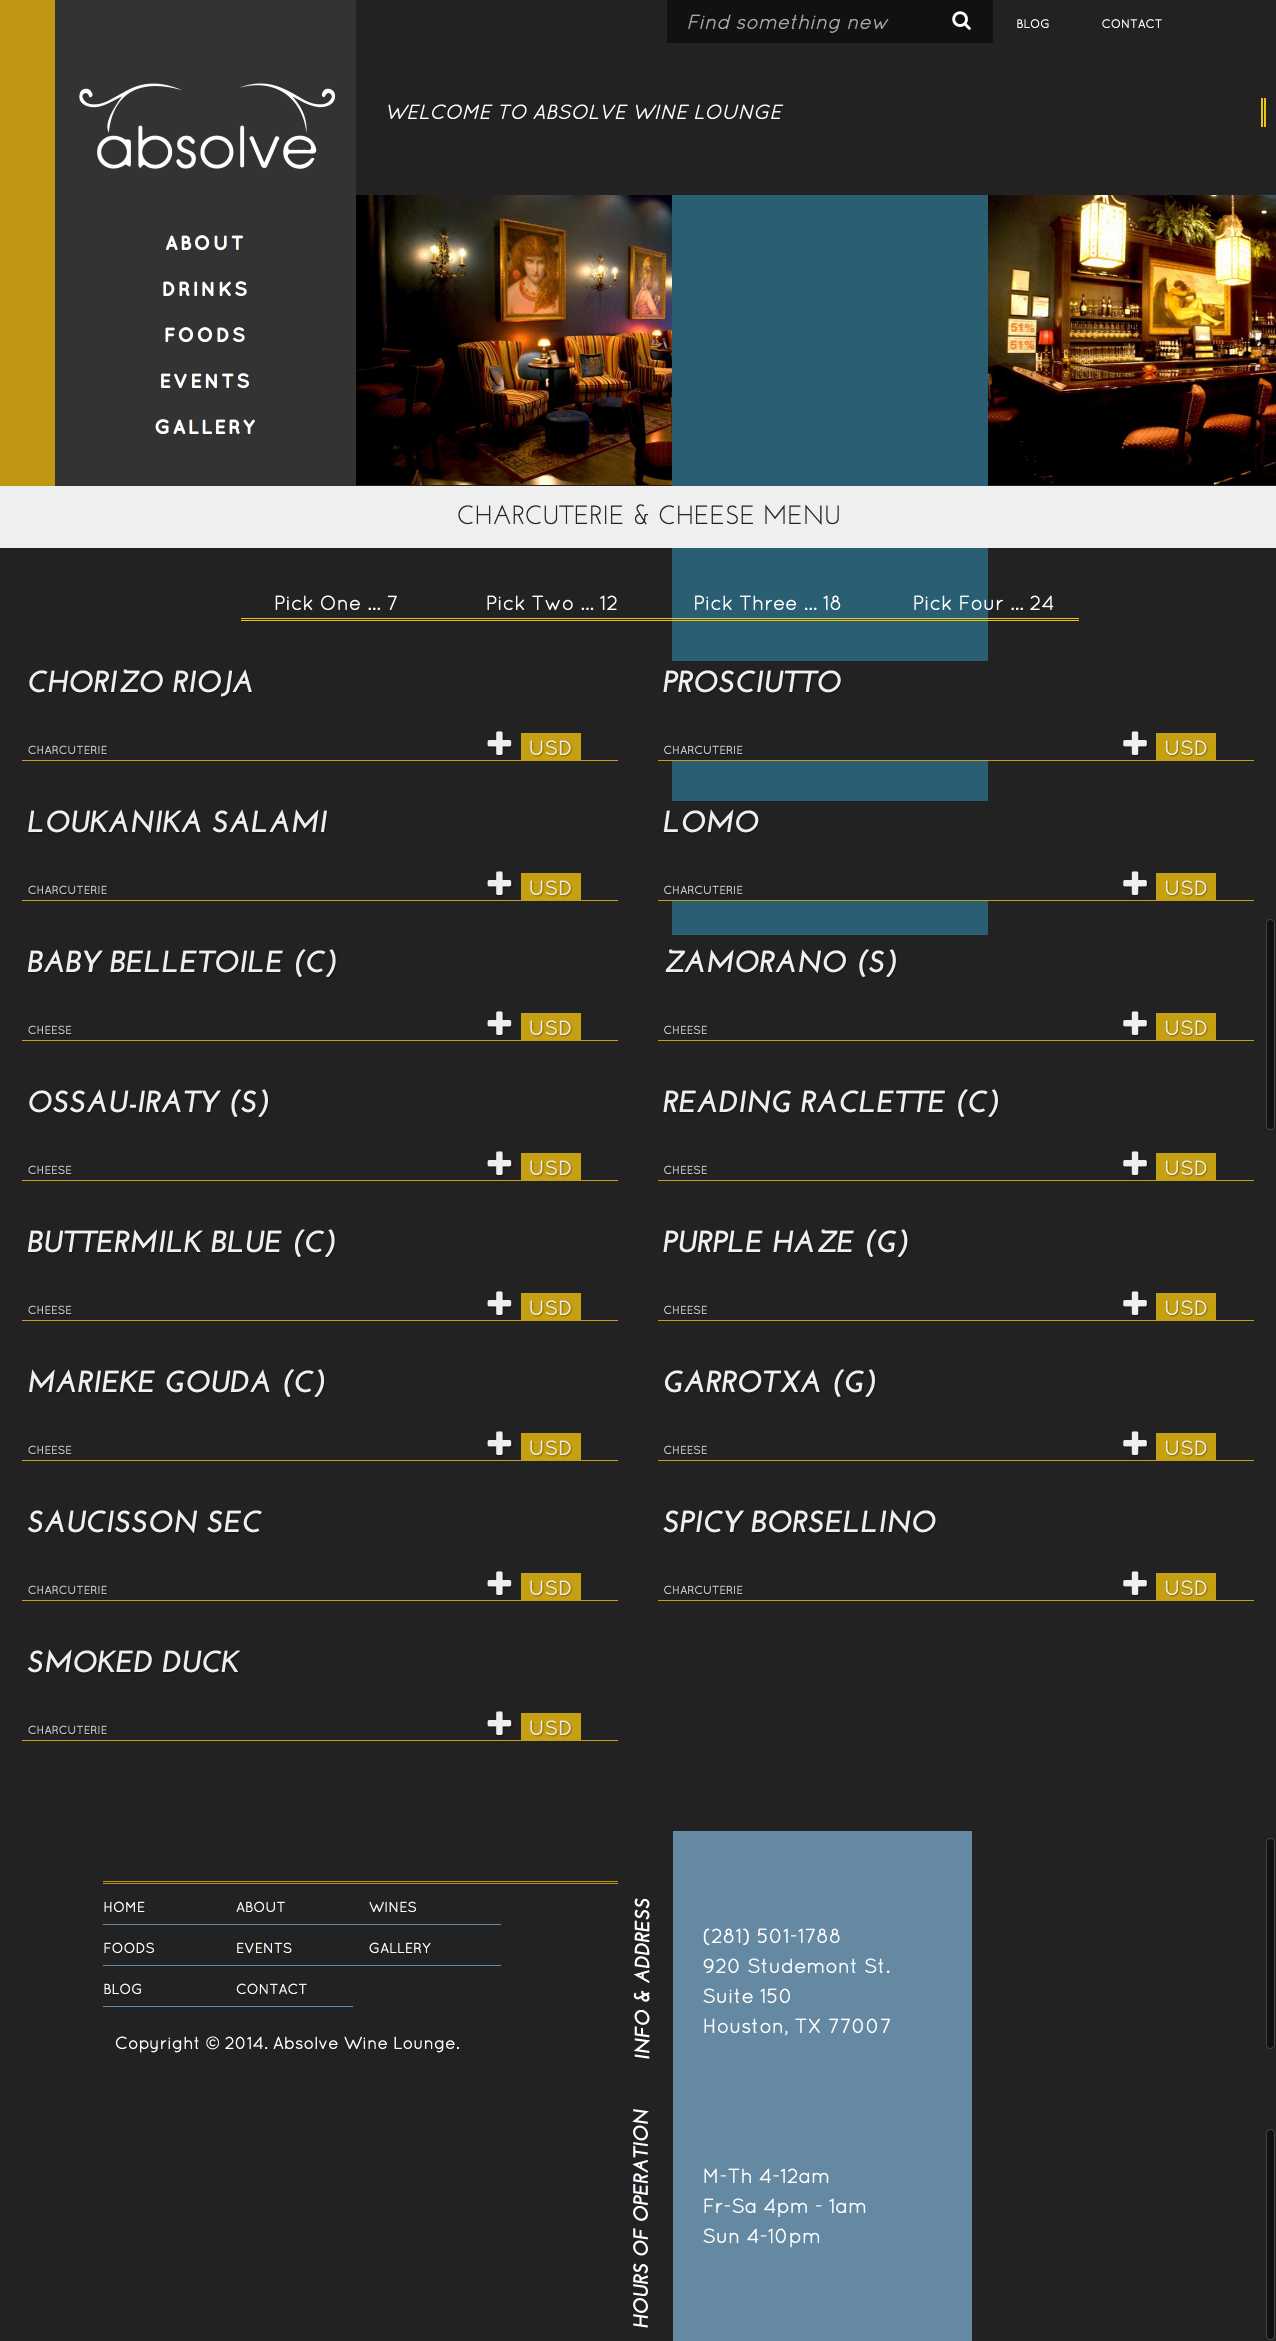 Find something new
BLOG
CONTACT
absolve
WELCOME TO ABSOLVE WINE LOUNGE
ABOUT
DRINKS
FOODS
EVENTS
GALLERY
51%
51%
CHARCUTERIE & CHEESE MENU
Pick One ... 7
Pick Two ... 12
Pick Three ... 18
Pick Four ... 24
CHORIZO RIOJA
CHARCUTERIE
USD
PROSCIUTTO
CHARCUTERIE
USD
LOUKANIKA SALAMI
CHARCUTERIE
USD
LOMO
CHARCUTERIE
USD
BABY BELLETOILE (C)
CHEESE
USD
ZAMORANO (S)
CHEESE
USD
OSSAU-IRATY (S)
CHEESE
USD
READING RACLETTE (C)
CHEESE
USD
BUTTERMILK BLUE (C)
CHEESE
USD
PURPLE HAZE (G)
CHEESE
USD
MARIEKE GOUDA (C)
CHEESE
USD
GARROTXA (G)
CHEESE
USD
SAUCISSON SEC
CHARCUTERIE
USD
SPICY BORSELLINO
CHARCUTERIE
USD
SMOKED DUCK
CHARCUTERIE
USD
HOME
ABOUT
WINES
FOODS
EVENTS
GALLERY
BLOG
CONTACT
Copyright © 2014. Absolve Wine Lounge.
INFO & ADDRESS
(281) 501-1788
920 Studemont St.
Suite 150
Houston, TX 77007
HOURS OF OPERATION
M-Th 4-12am
Fr-Sa 4pm - 1am
Sun 4-10pm